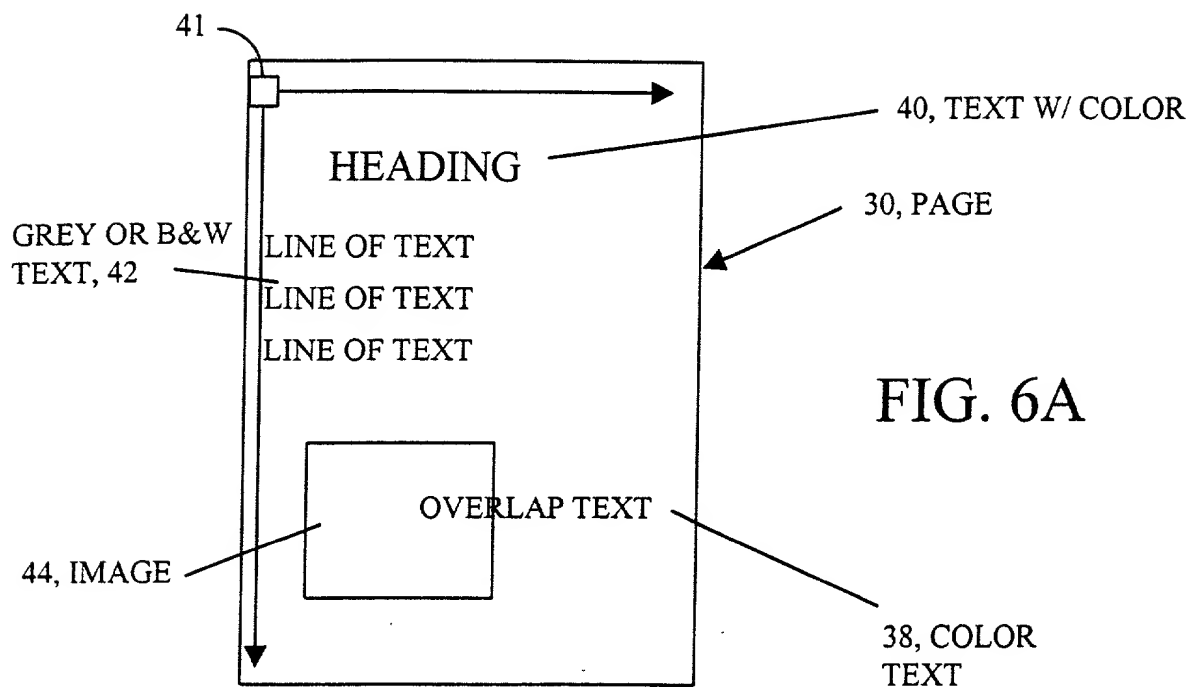 41
40, TEXT W/ COLOR
HEADING
30, PAGE
GREY OR B&W
TEXT, 42
LINE OF TEXT
LINE OF TEXT
LINE OF TEXT
FIG. 6A
OVERLAP TEXT
44, IMAGE
38, COLOR
TEXT